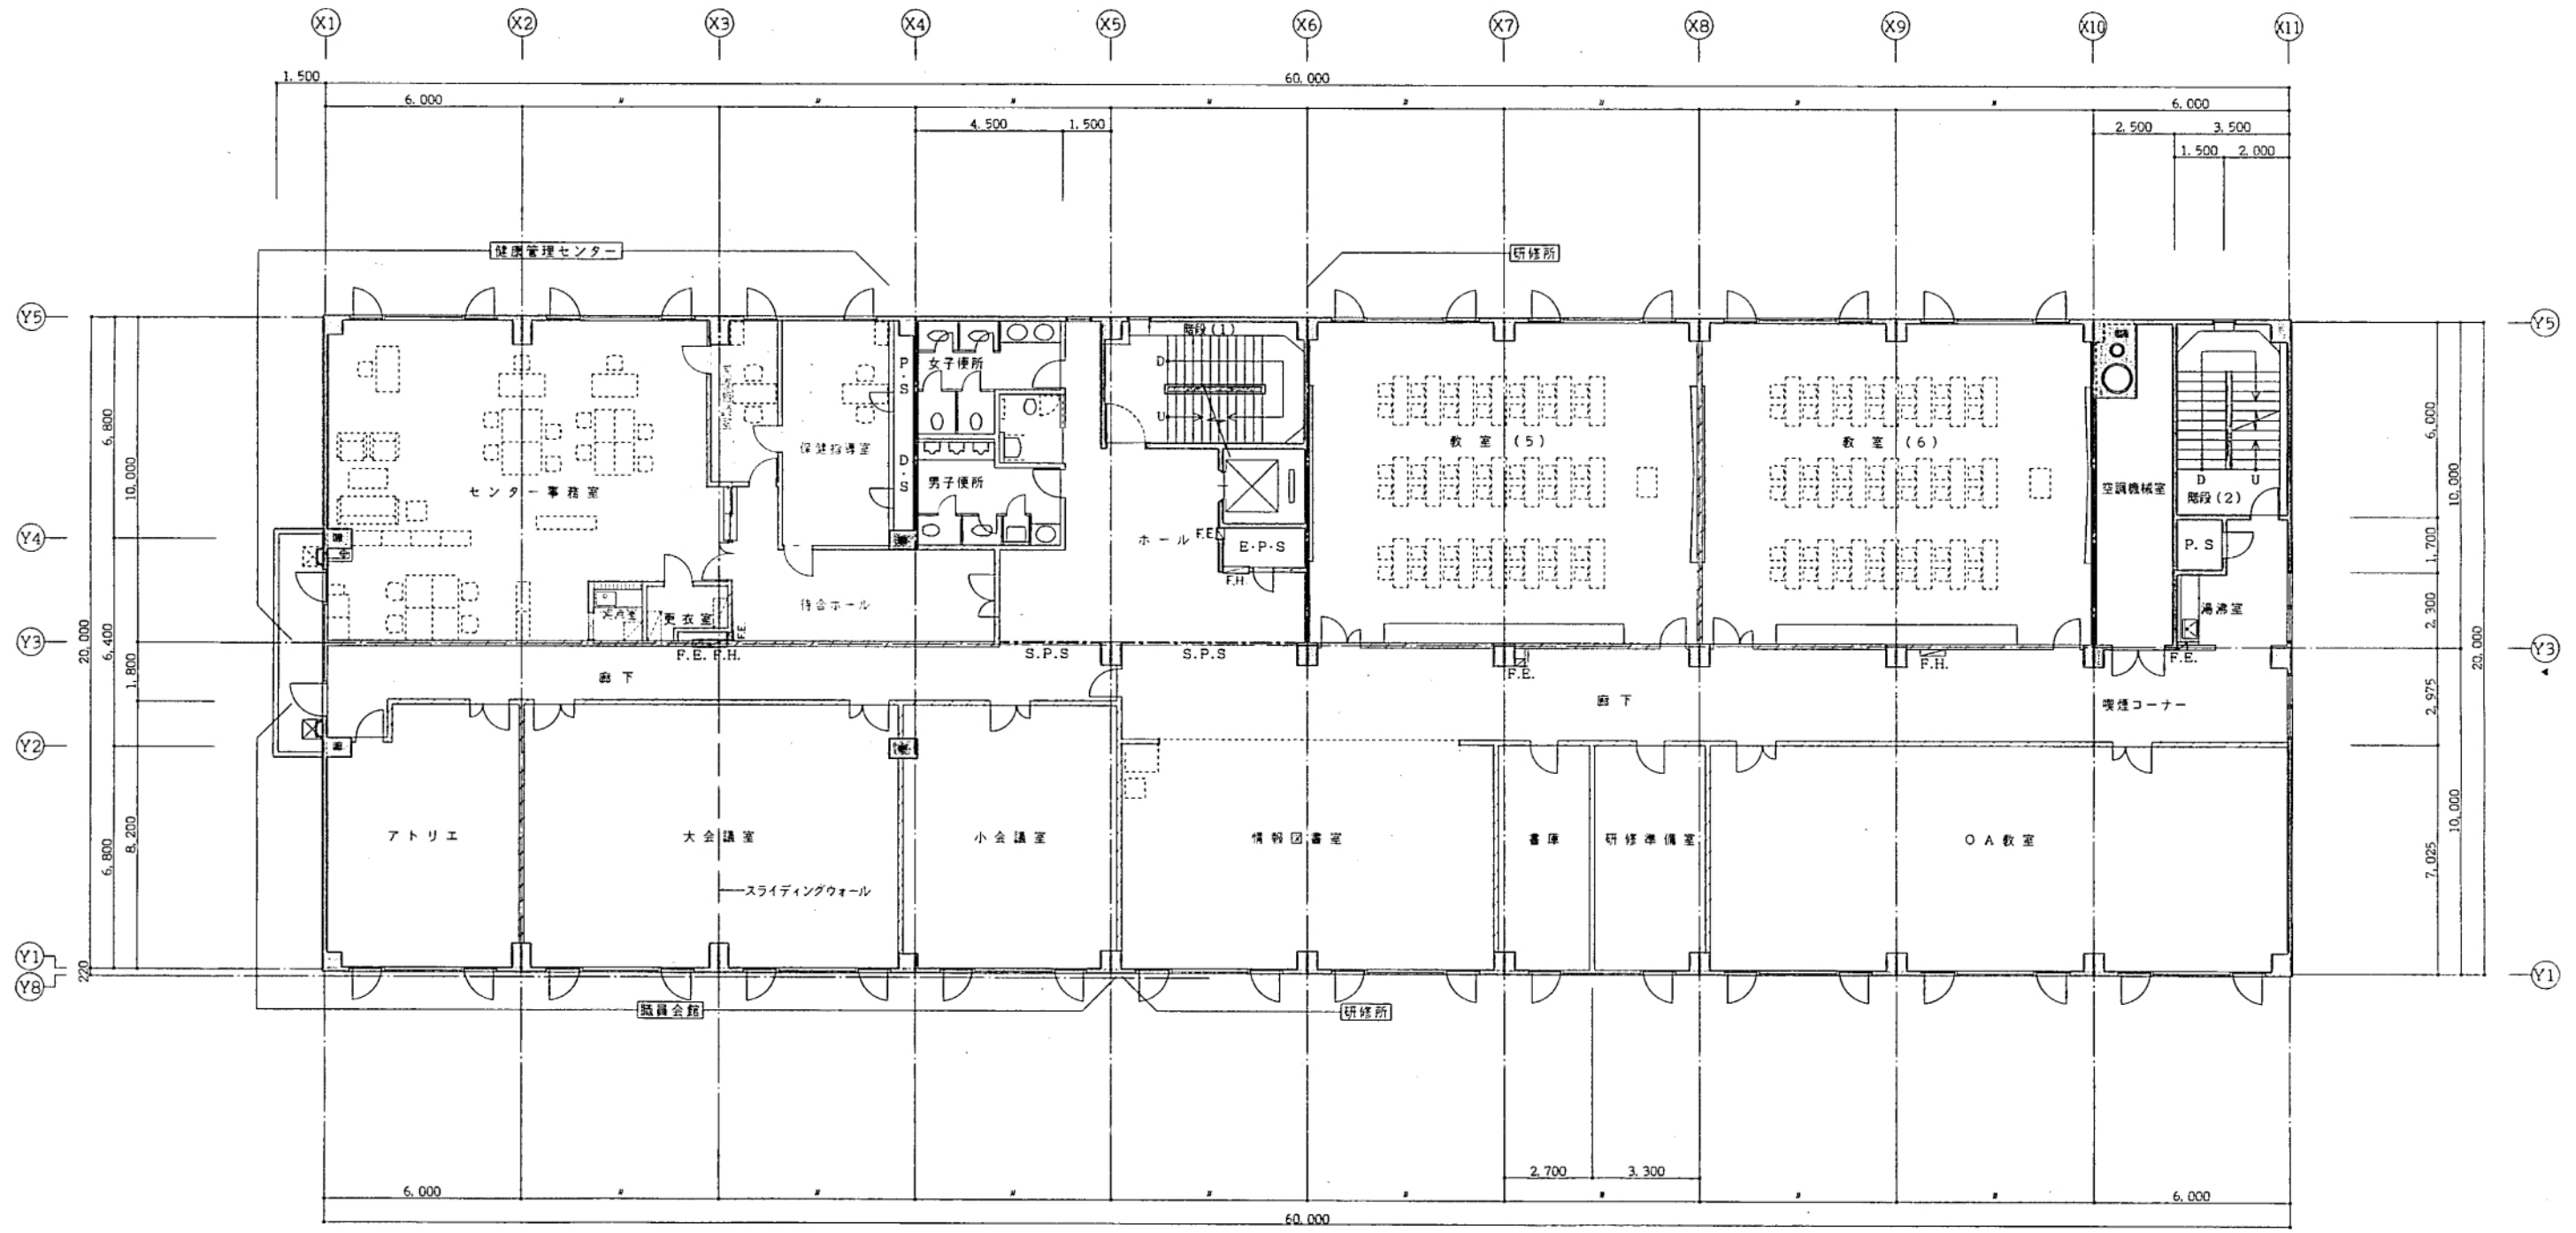 X1 X2 X3 X4 X5 X6 X7 X8 X9 X10 X11
1.500 60,000
6.000 〃 〃 〃 〃 〃 〃 〃 〃 6,000
4.500 1,500 2,500 3,500
1.500 2,000
健康管理センター 研修所
Y5 Y5
階段(1)
女子便所
P.S
D.S
D
U
保健指導室
教室(5) 教室(6)
男子便所
センター事務室
空調機械室
D U
階段(2)
Y4
ホール F.E
E.P.S
P.S
F.H.
待合ホール
更衣室
F.E.
湯沸室
Y3 Y3
F.E. F.H. S.P.S S.P.S
F.E. F.H. F.E.
廊下
廊下 喫煙コーナー
Y2
アトリエ 大会議室 小会議室 情報図書室 書庫 研修準備室 OA教室
スライディングウォール
Y1 Y1
Y8
職員会館 研修所
20,000
6,800
6,400
6,800
10,000
1,800
8,200
220
6,000
1,700
2,300
2,975
7,025
10,000
10,000
20,000
2,700 3,300
6.000 〃 〃 〃 〃 〃 〃 〃 〃 6,000
60,000